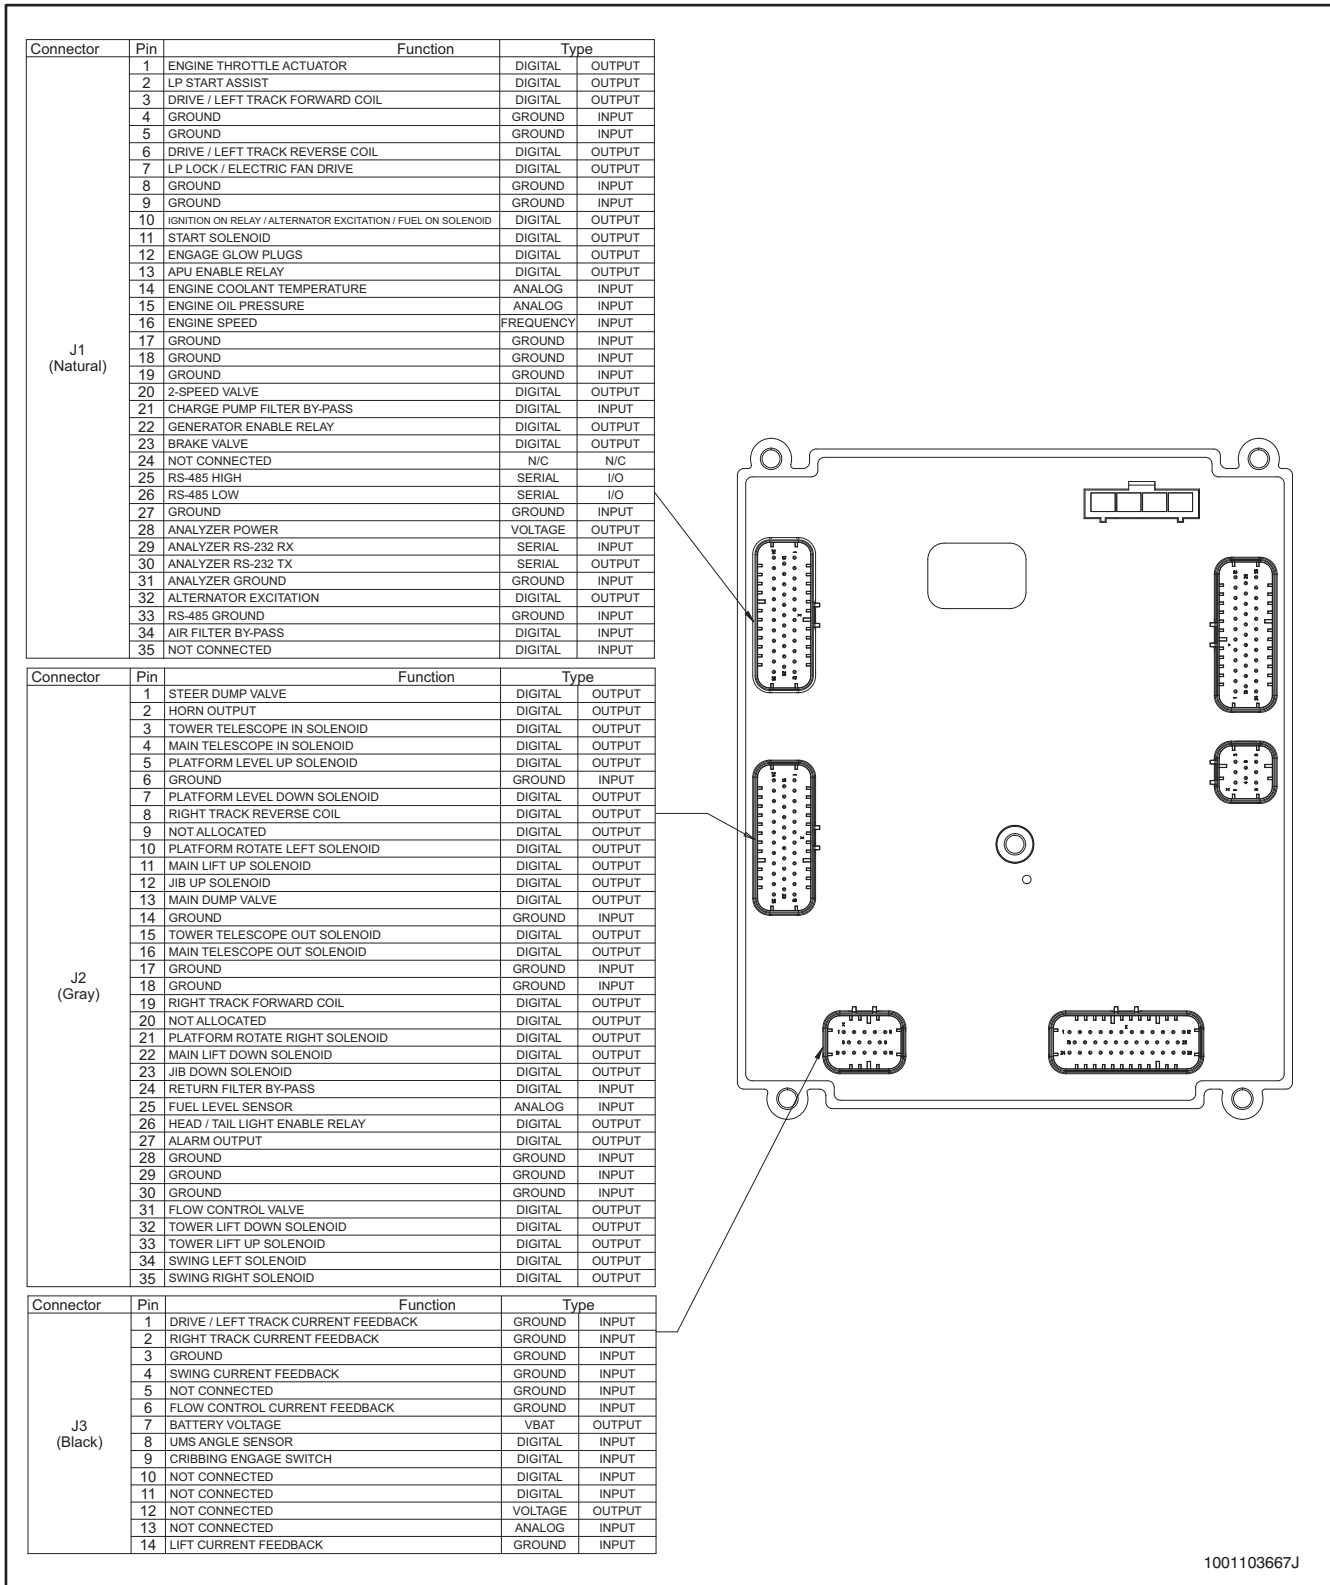 Connector Pin Function Type
J1
(Natural)
1 ENGINE THROTTLE ACTUATOR DIGITAL OUTPUT
2 LP START ASSIST DIGITAL OUTPUT
3 DRIVE / LEFT TRACK FORWARD COIL DIGITAL OUTPUT
4 GROUND GROUND INPUT
5 GROUND GROUND INPUT
6 DRIVE / LEFT TRACK REVERSE COIL DIGITAL OUTPUT
7 LP LOCK / ELECTRIC FAN DRIVE DIGITAL OUTPUT
8 GROUND GROUND INPUT
9 GROUND GROUND INPUT
10 IGNITION ON RELAY / ALTERNATOR EXCITATION / FUEL ON SOLENOID DIGITAL OUTPUT
11 START SOLENOID DIGITAL OUTPUT
12 ENGAGE GLOW PLUGS DIGITAL OUTPUT
13 APU ENABLE RELAY DIGITAL OUTPUT
14 ENGINE COOLANT TEMPERATURE ANALOG INPUT
15 ENGINE OIL PRESSURE ANALOG INPUT
16 ENGINE SPEED FREQUENCY INPUT
17 GROUND GROUND INPUT
18 GROUND GROUND INPUT
19 GROUND GROUND INPUT
20 2-SPEED VALVE DIGITAL OUTPUT
21 CHARGE PUMP FILTER BY-PASS DIGITAL INPUT
22 GENERATOR ENABLE RELAY DIGITAL OUTPUT
23 BRAKE VALVE DIGITAL OUTPUT
24 NOT CONNECTED N/C N/C
25 RS-485 HIGH SERIAL I/O
26 RS-485 LOW SERIAL I/O
27 GROUND GROUND INPUT
28 ANALYZER POWER VOLTAGE OUTPUT
29 ANALYZER RS-232 RX SERIAL INPUT
30 ANALYZER RS-232 TX SERIAL OUTPUT
31 ANALYZER GROUND GROUND INPUT
32 ALTERNATOR EXCITATION DIGITAL OUTPUT
33 RS-485 GROUND GROUND INPUT
34 AIR FILTER BY-PASS DIGITAL INPUT
35 NOT CONNECTED DIGITAL INPUT
Connector Pin Function Type
J2
(Gray)
1 STEER DUMP VALVE DIGITAL OUTPUT
2 HORN OUTPUT DIGITAL OUTPUT
3 TOWER TELESCOPE IN SOLENOID DIGITAL OUTPUT
4 MAIN TELESCOPE IN SOLENOID DIGITAL OUTPUT
5 PLATFORM LEVEL UP SOLENOID DIGITAL OUTPUT
6 GROUND GROUND INPUT
7 PLATFORM LEVEL DOWN SOLENOID DIGITAL OUTPUT
8 RIGHT TRACK REVERSE COIL DIGITAL OUTPUT
9 NOT ALLOCATED DIGITAL OUTPUT
10 PLATFORM ROTATE LEFT SOLENOID DIGITAL OUTPUT
11 MAIN LIFT UP SOLENOID DIGITAL OUTPUT
12 JIB UP SOLENOID DIGITAL OUTPUT
13 MAIN DUMP VALVE DIGITAL OUTPUT
14 GROUND GROUND INPUT
15 TOWER TELESCOPE OUT SOLENOID DIGITAL OUTPUT
16 MAIN TELESCOPE OUT SOLENOID DIGITAL OUTPUT
17 GROUND GROUND INPUT
18 GROUND GROUND INPUT
19 RIGHT TRACK FORWARD COIL DIGITAL OUTPUT
20 NOT ALLOCATED DIGITAL OUTPUT
21 PLATFORM ROTATE RIGHT SOLENOID DIGITAL OUTPUT
22 MAIN LIFT DOWN SOLENOID DIGITAL OUTPUT
23 JIB DOWN SOLENOID DIGITAL OUTPUT
24 RETURN FILTER BY-PASS DIGITAL INPUT
25 FUEL LEVEL SENSOR ANALOG INPUT
26 HEAD / TAIL LIGHT ENABLE RELAY DIGITAL OUTPUT
27 ALARM OUTPUT DIGITAL OUTPUT
28 GROUND GROUND INPUT
29 GROUND GROUND INPUT
30 GROUND GROUND INPUT
31 FLOW CONTROL VALVE DIGITAL OUTPUT
32 TOWER LIFT DOWN SOLENOID DIGITAL OUTPUT
33 TOWER LIFT UP SOLENOID DIGITAL OUTPUT
34 SWING LEFT SOLENOID DIGITAL OUTPUT
35 SWING RIGHT SOLENOID DIGITAL OUTPUT
Connector Pin Function Type
J3
(Black)
1 DRIVE / LEFT TRACK CURRENT FEEDBACK GROUND INPUT
2 RIGHT TRACK CURRENT FEEDBACK GROUND INPUT
3 GROUND GROUND INPUT
4 SWING CURRENT FEEDBACK GROUND INPUT
5 NOT CONNECTED GROUND INPUT
6 FLOW CONTROL CURRENT FEEDBACK GROUND INPUT
7 BATTERY VOLTAGE VBAT OUTPUT
8 UMS ANGLE SENSOR DIGITAL INPUT
9 CRIBBING ENGAGE SWITCH DIGITAL INPUT
10 NOT CONNECTED DIGITAL INPUT
11 NOT CONNECTED DIGITAL INPUT
12 NOT CONNECTED VOLTAGE OUTPUT
13 NOT CONNECTED ANALOG INPUT
14 LIFT CURRENT FEEDBACK GROUND INPUT
1001103667J